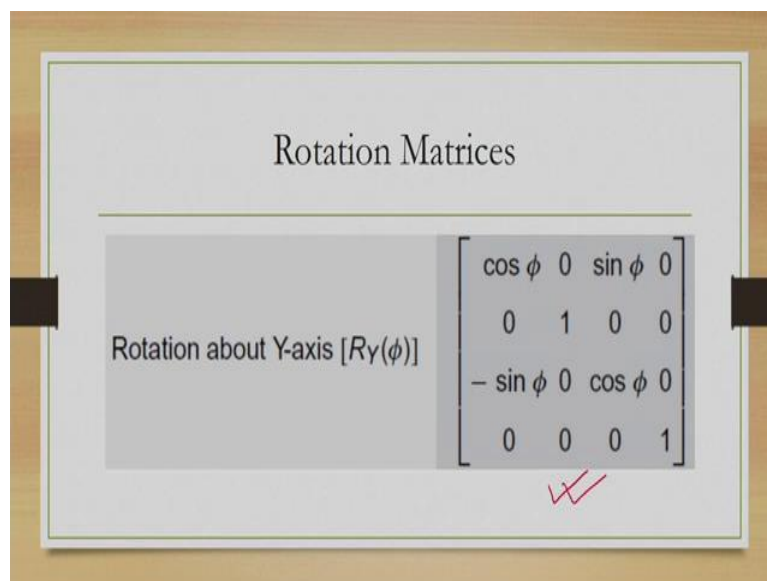 Rotation Matrices
Rotation about Y-axis [RY(ϕ)]
cos ϕ 0 sin ϕ 0
0 1 0 0
− sin ϕ 0 cos ϕ 0
0 0 0 1